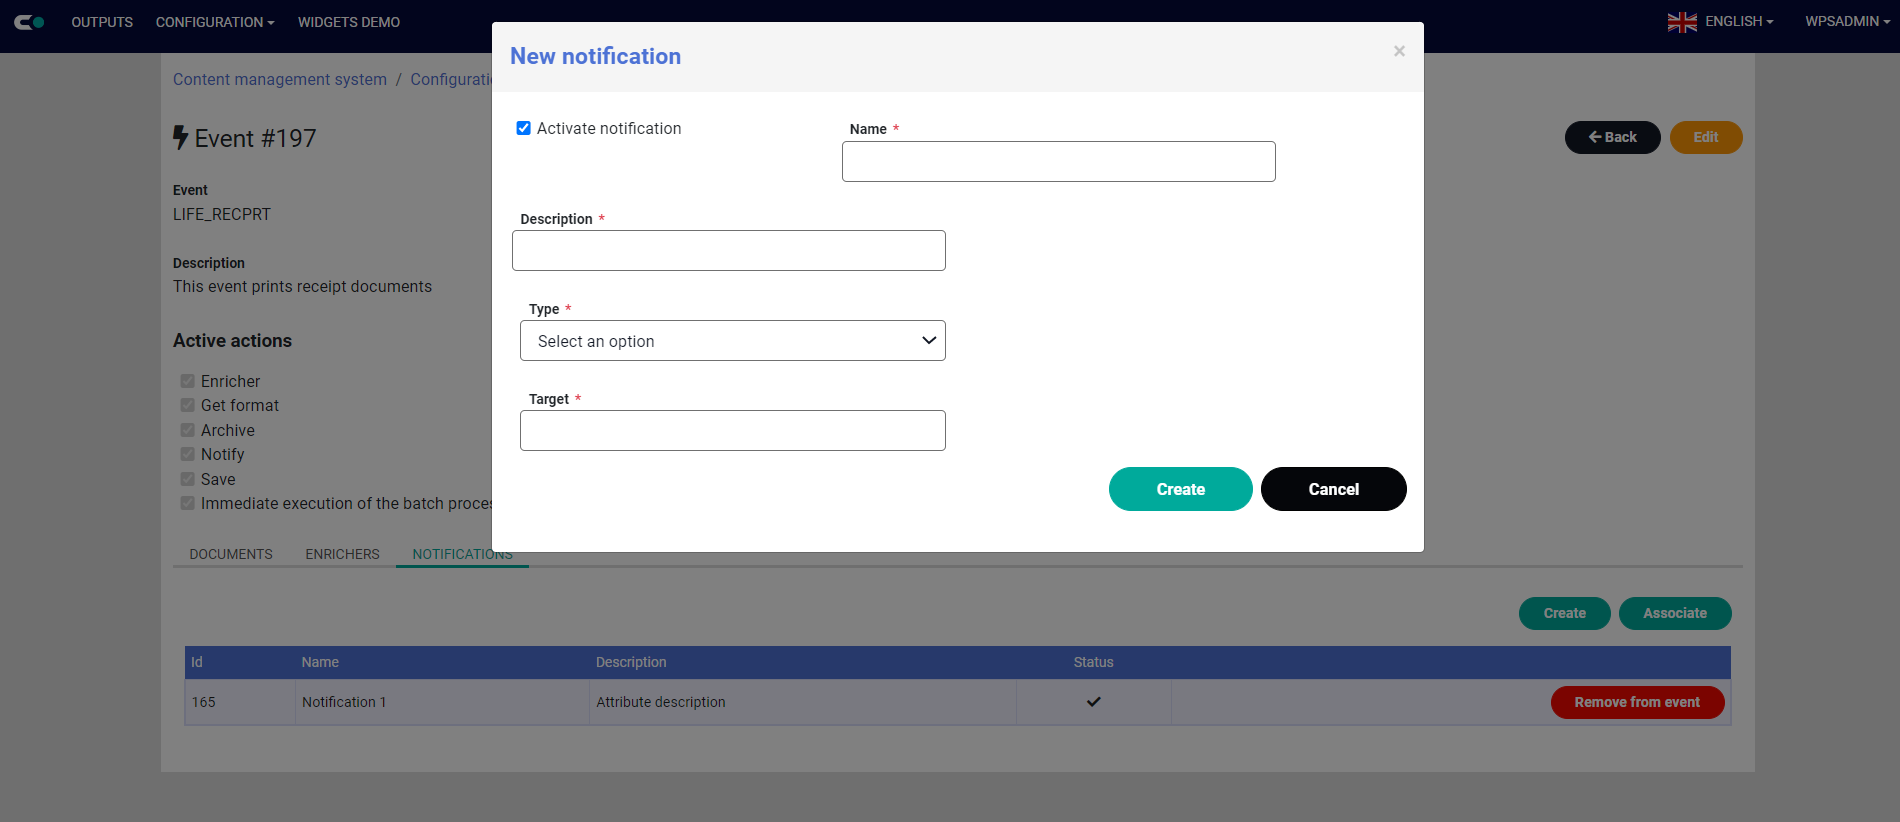 OUTPUTS CONFIGURATION WIDGETS DEMO ENGLISH WPSADMIN
New notification ×
Content management system / Configurati
Activate notification
Name *
Event #197
Back Edit
Event
LIFE_RECPRT
Description *
Description
This event prints receipt documents
Type *
Select an option
Active actions
Target *
Enricher
Get format
Archive
Notify
Save
Immediate execution of the batch proces
Create Cancel
DOCUMENTS ENRICHERS NOTIFICATIONS
Create Associate
Id Name Description Status
165 Notification 1 Attribute description Remove from event